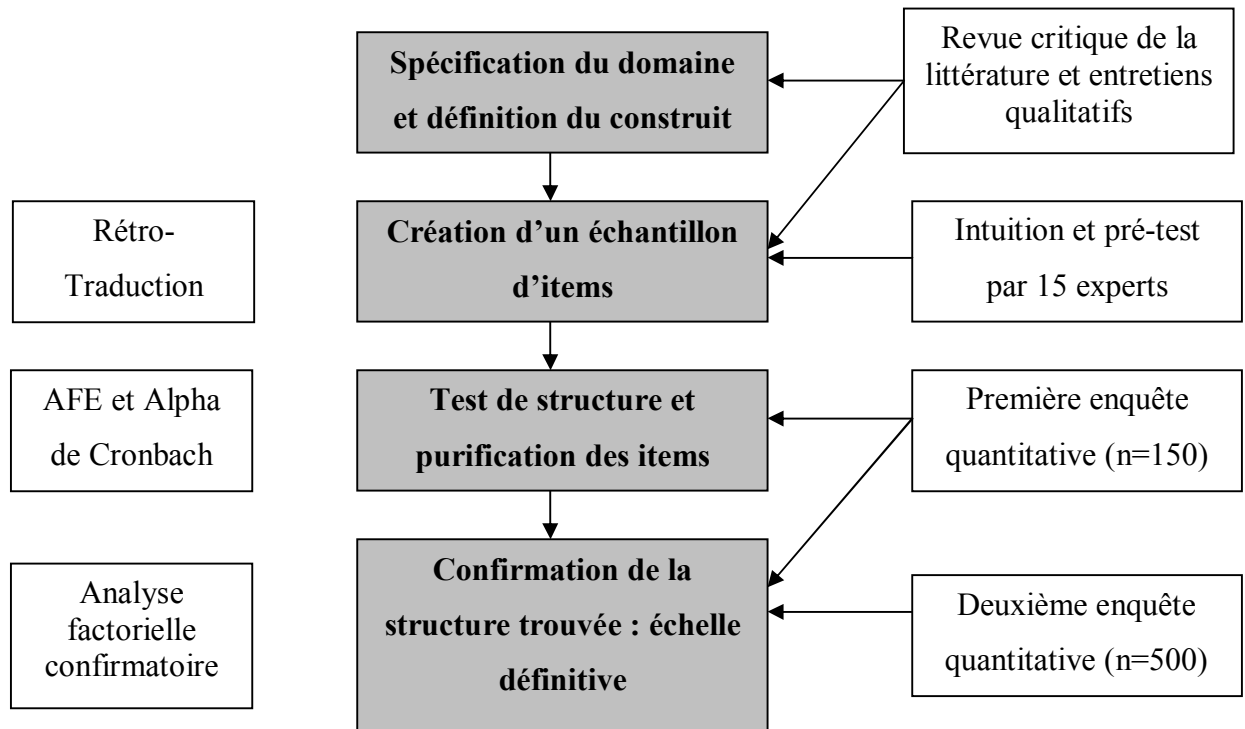 Spécification du domaine
et définition du construit
Revue critique de la
littérature et entretiens
qualitatifs
Rétro-
Traduction
Création d'un échantillon
d'items
Intuition et pré-test
par 15 experts
AFE et Alpha
de Cronbach
Test de structure et
purification des items
Première enquête
quantitative (n=150)
Analyse
factorielle
confirmatoire
Confirmation de la
structure trouvée : échelle
définitive
Deuxième enquête
quantitative (n=500)